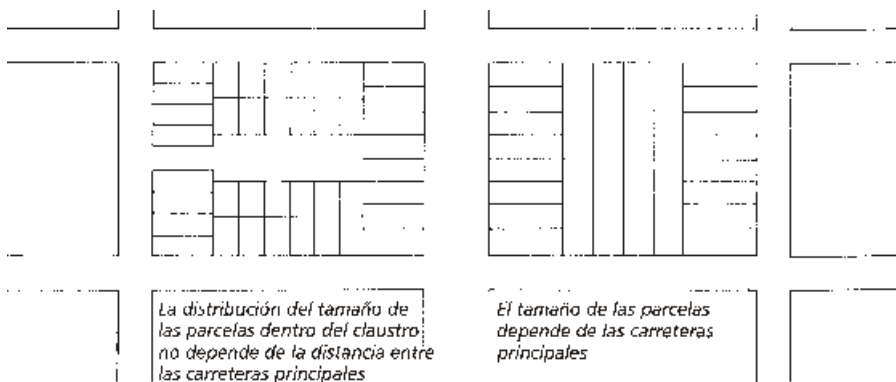 La distribución del tamaño de
las parcelas dentro del claustro
no depende de la distancia entre
las carreteras principales
El tamaño de las parcelas
depende de las carreteras
principales